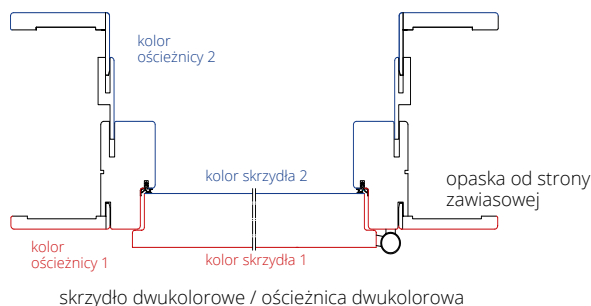 kolor
ościeżnicy 2
kolor skrzydła 2
opaska od strony
zawiasowej
kolor
ościeżnicy 1
kolor skrzydła 1
skrzydło dwukolorowe / ościeżnica dwukolorowa